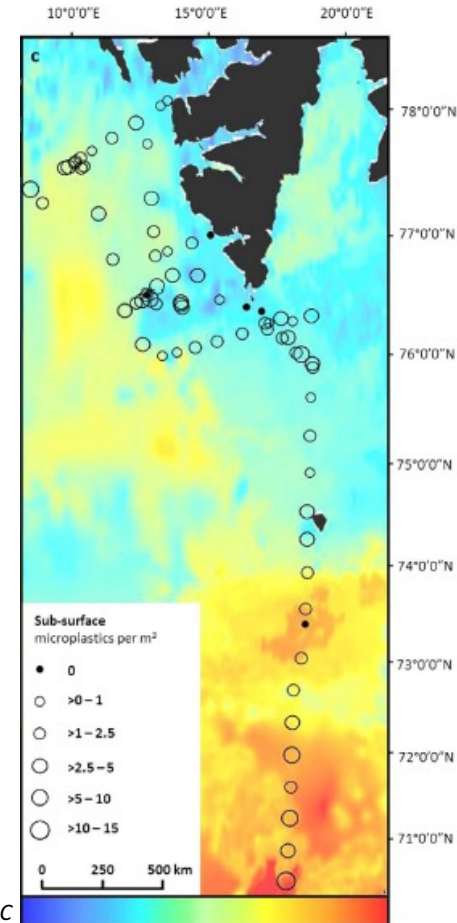 10°0'0"E 15°0'0"E 20°0'0"E
c
78°0'0"N
77°0'0"N
76°0'0"N
75°0'0"N
74°0'0"N
73°0'0"N
72°0'0"N
71°0'0"N
Sub-surface
microplastics per m²
0
>0 – 1
>1 – 2.5
>2.5 – 5
>5 – 10
>10 – 15
0 250 500 km
C